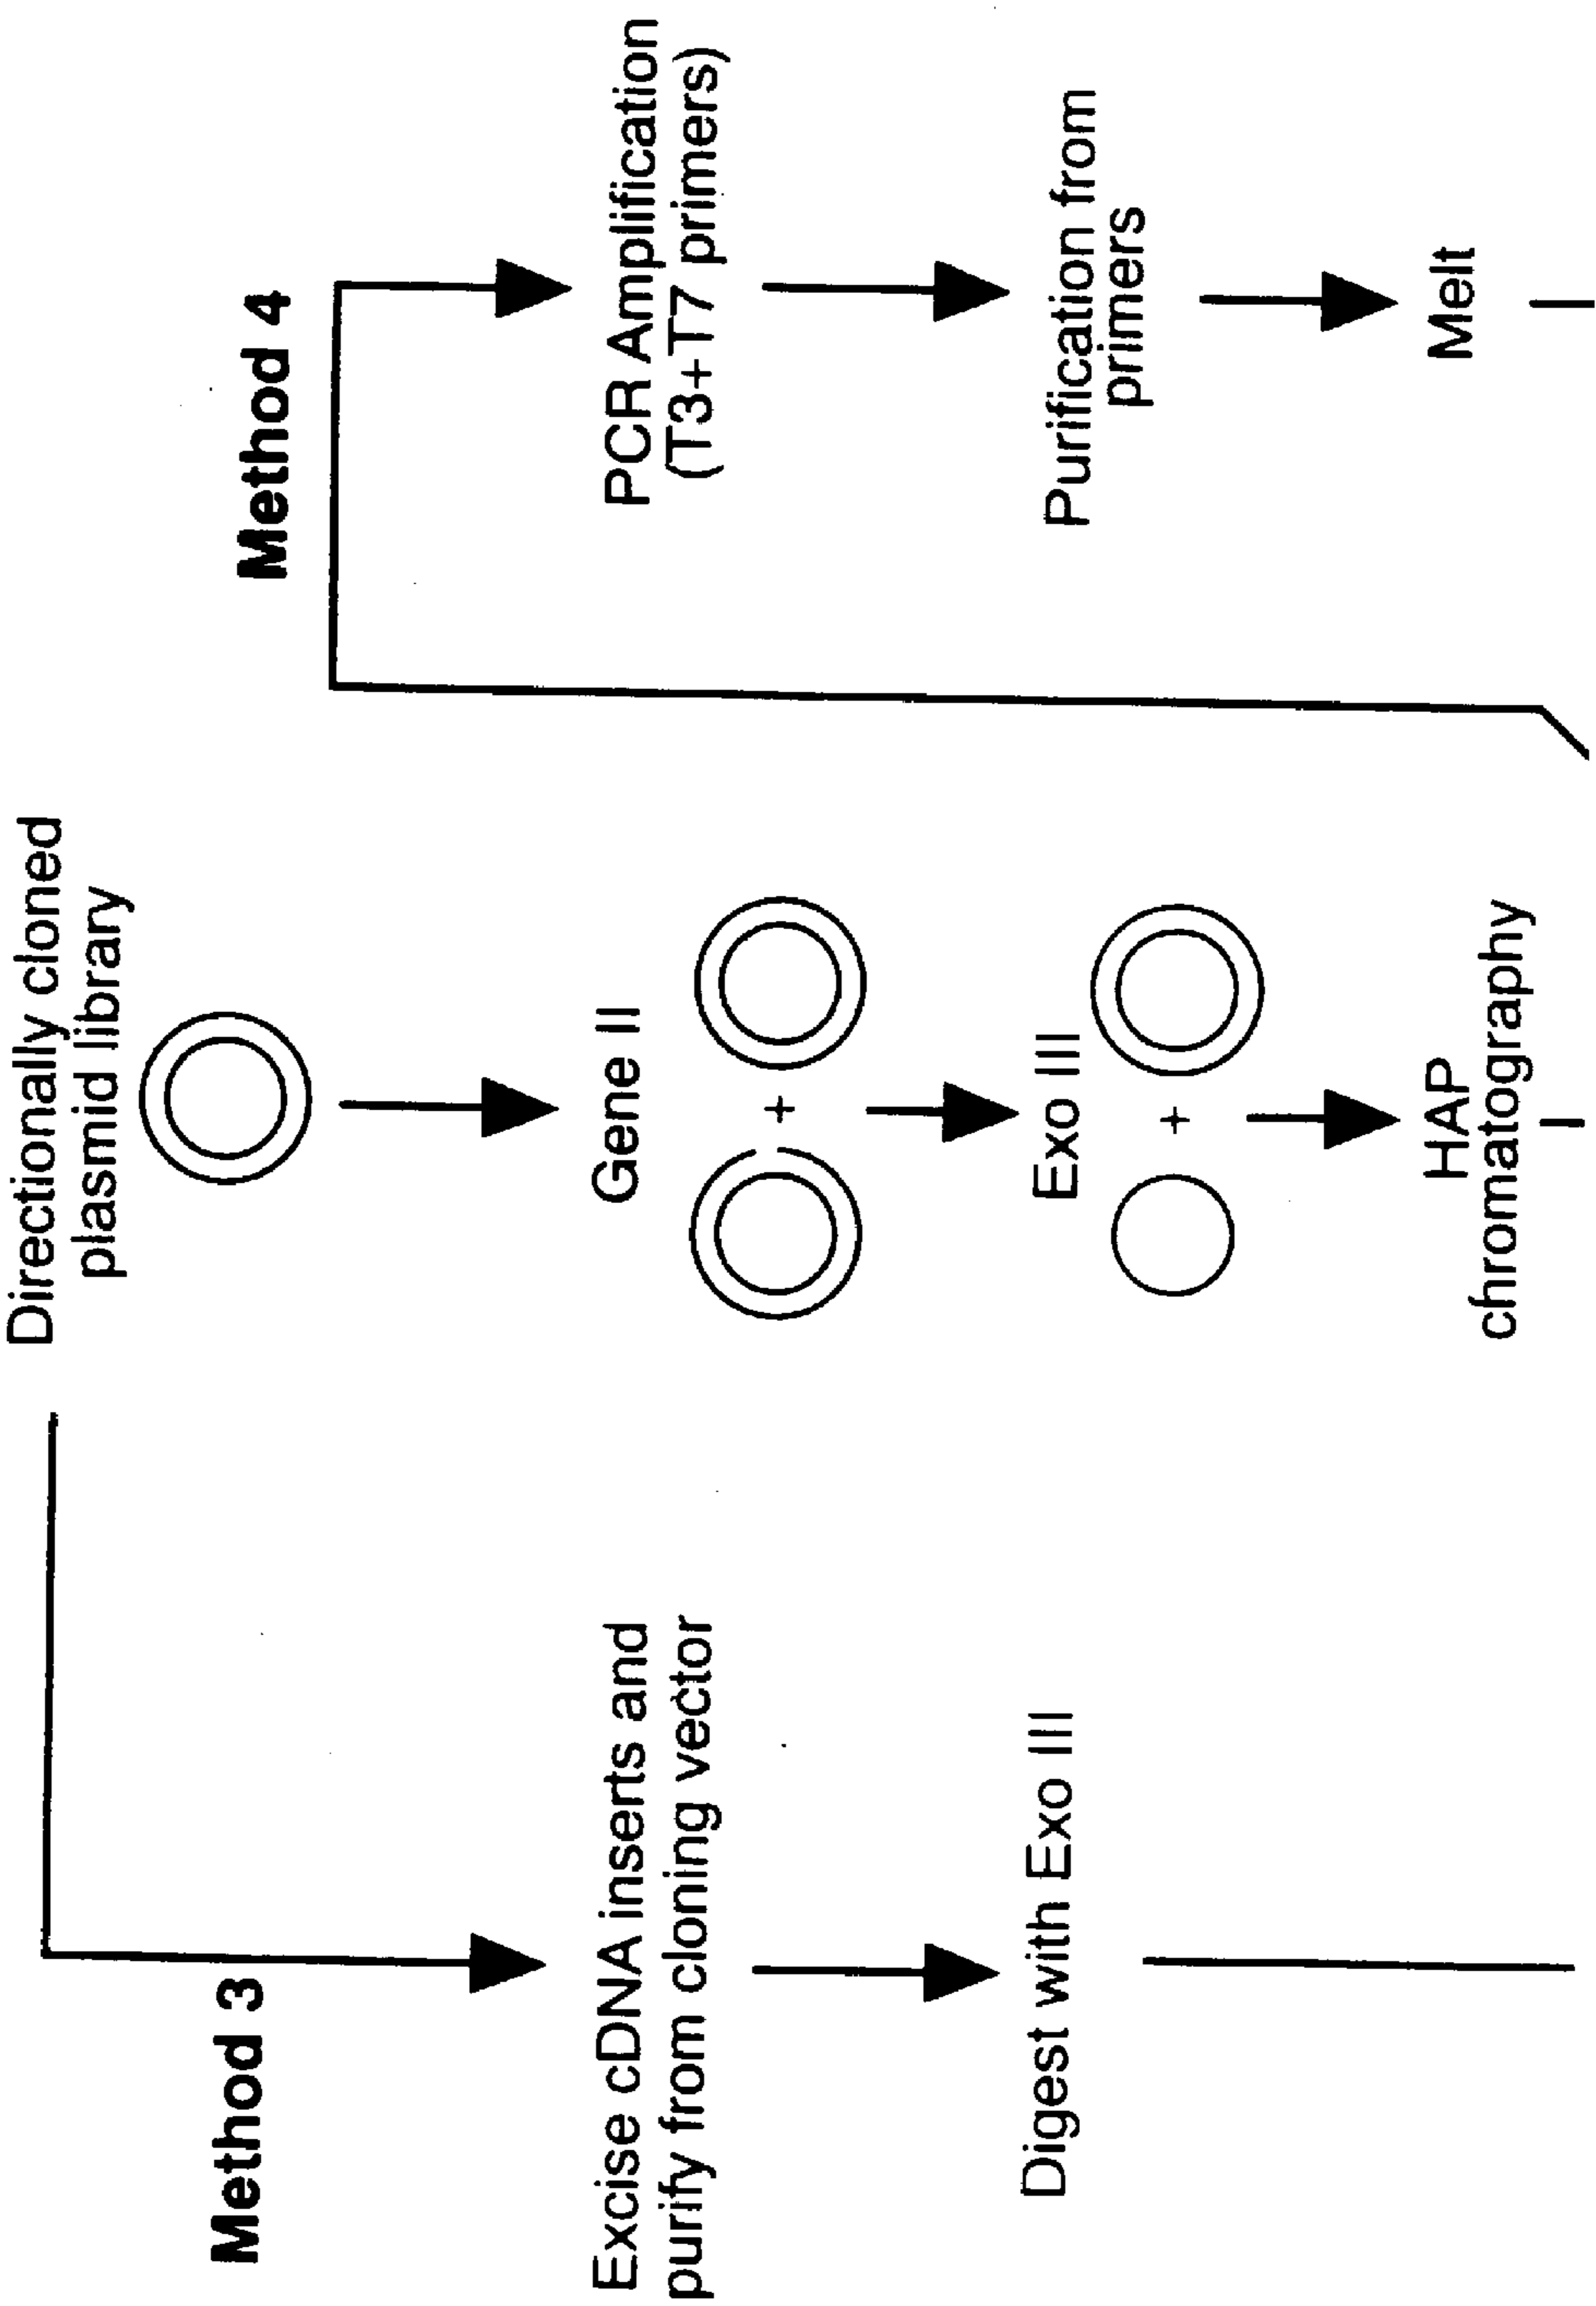 Directionally cloned
plasmid library
Method 3
Method 4
Excise cDNA inserts and
purify from cloning vector
Gene II
+
PCR Amplification
(T3+T7 primers)
Digest with Exo III
Exo III
+
Purification from
primers
HAP
chromatography
Melt